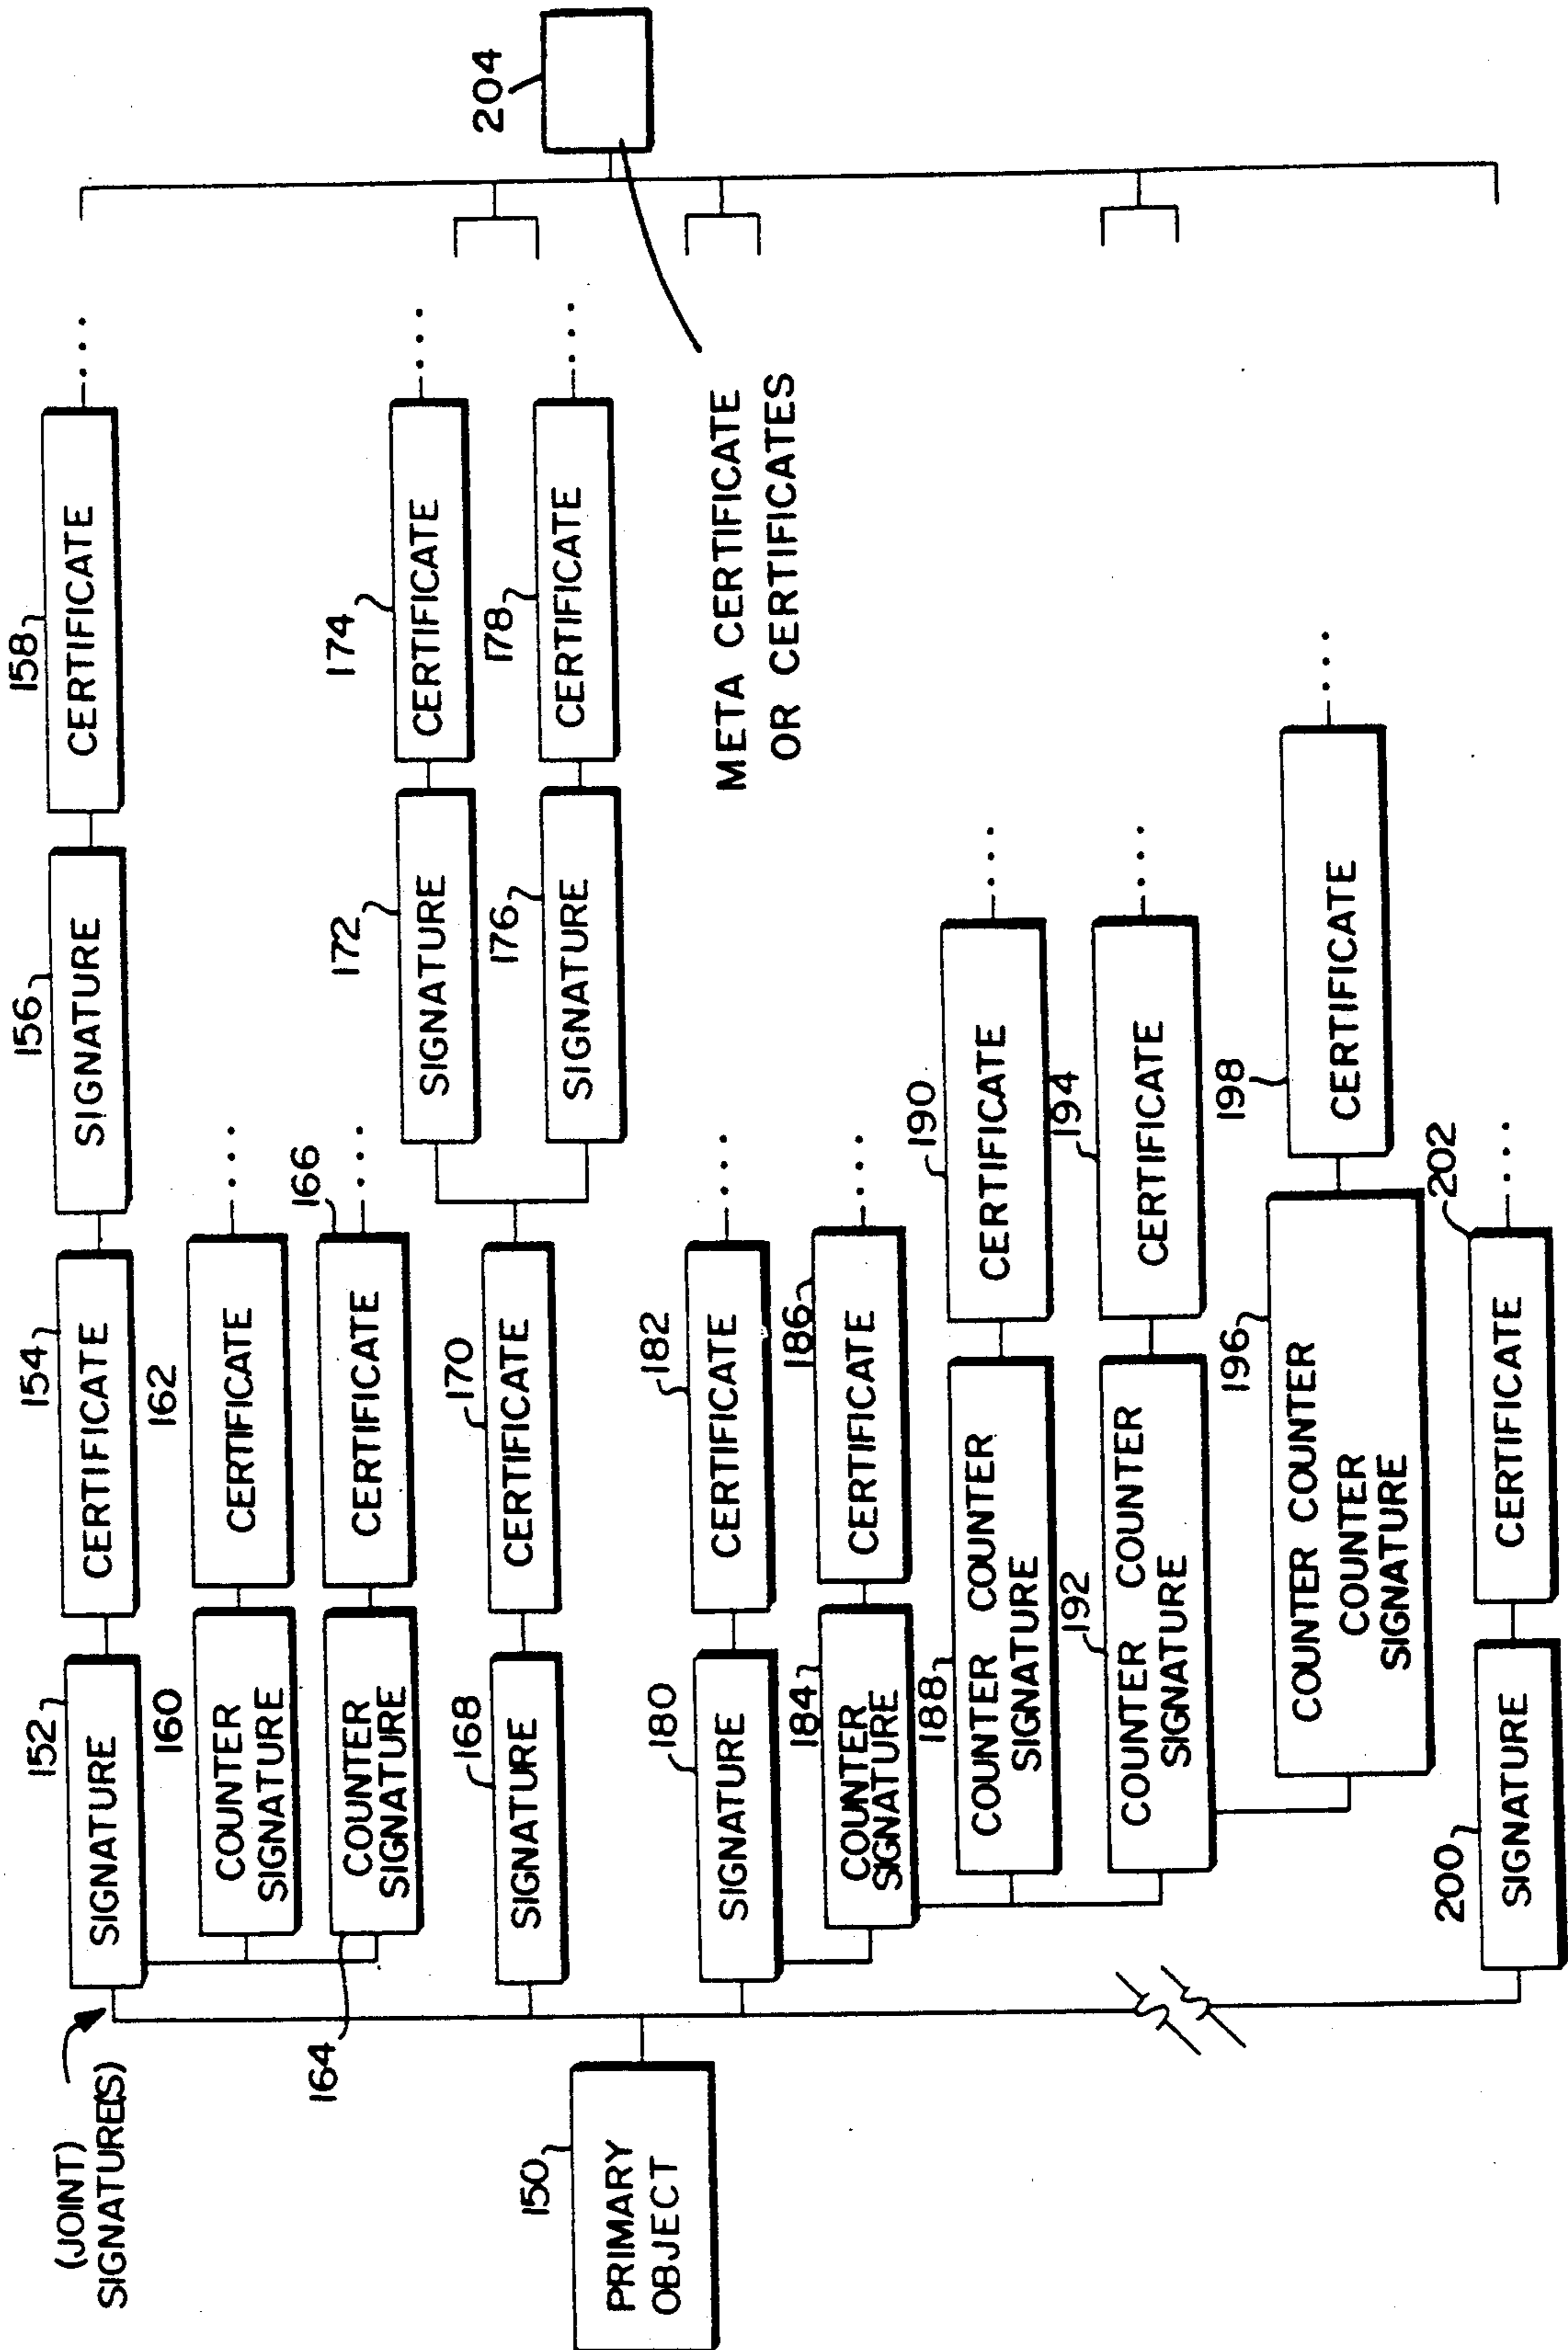 (JOINT)
SIGNATURE(S)
150
PRIMARY
OBJECT
152
SIGNATURE
154
CERTIFICATE
156
SIGNATURE
158
CERTIFICATE
....
160
COUNTER
SIGNATURE
162
CERTIFICATE
....
164
COUNTER
SIGNATURE
166
CERTIFICATE
....
168
SIGNATURE
170
CERTIFICATE
172
SIGNATURE
174
CERTIFICATE
....
176
SIGNATURE
178
CERTIFICATE
....
180
SIGNATURE
182
CERTIFICATE
....
184
COUNTER
SIGNATURE
186
CERTIFICATE
....
188
COUNTER COUNTER
SIGNATURE
190
CERTIFICATE
....
192
COUNTER COUNTER
SIGNATURE
194
CERTIFICATE
....
196
COUNTER COUNTER
COUNTER
SIGNATURE
198
CERTIFICATE
....
200
SIGNATURE
202
CERTIFICATE
....
204
META CERTIFICATE
OR CERTIFICATES